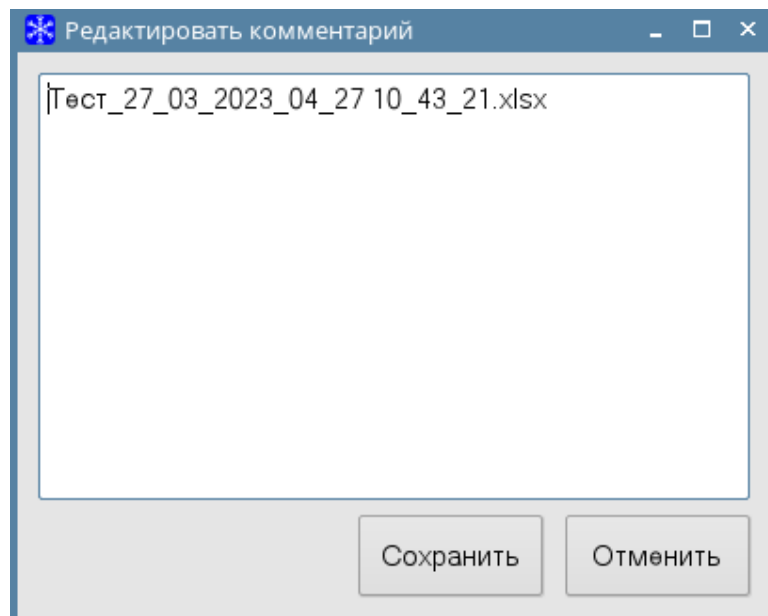 Редактировать комментарий
Тест_27_03_2023_04_27 10_43_21.xlsx
Сохранить
Отменить